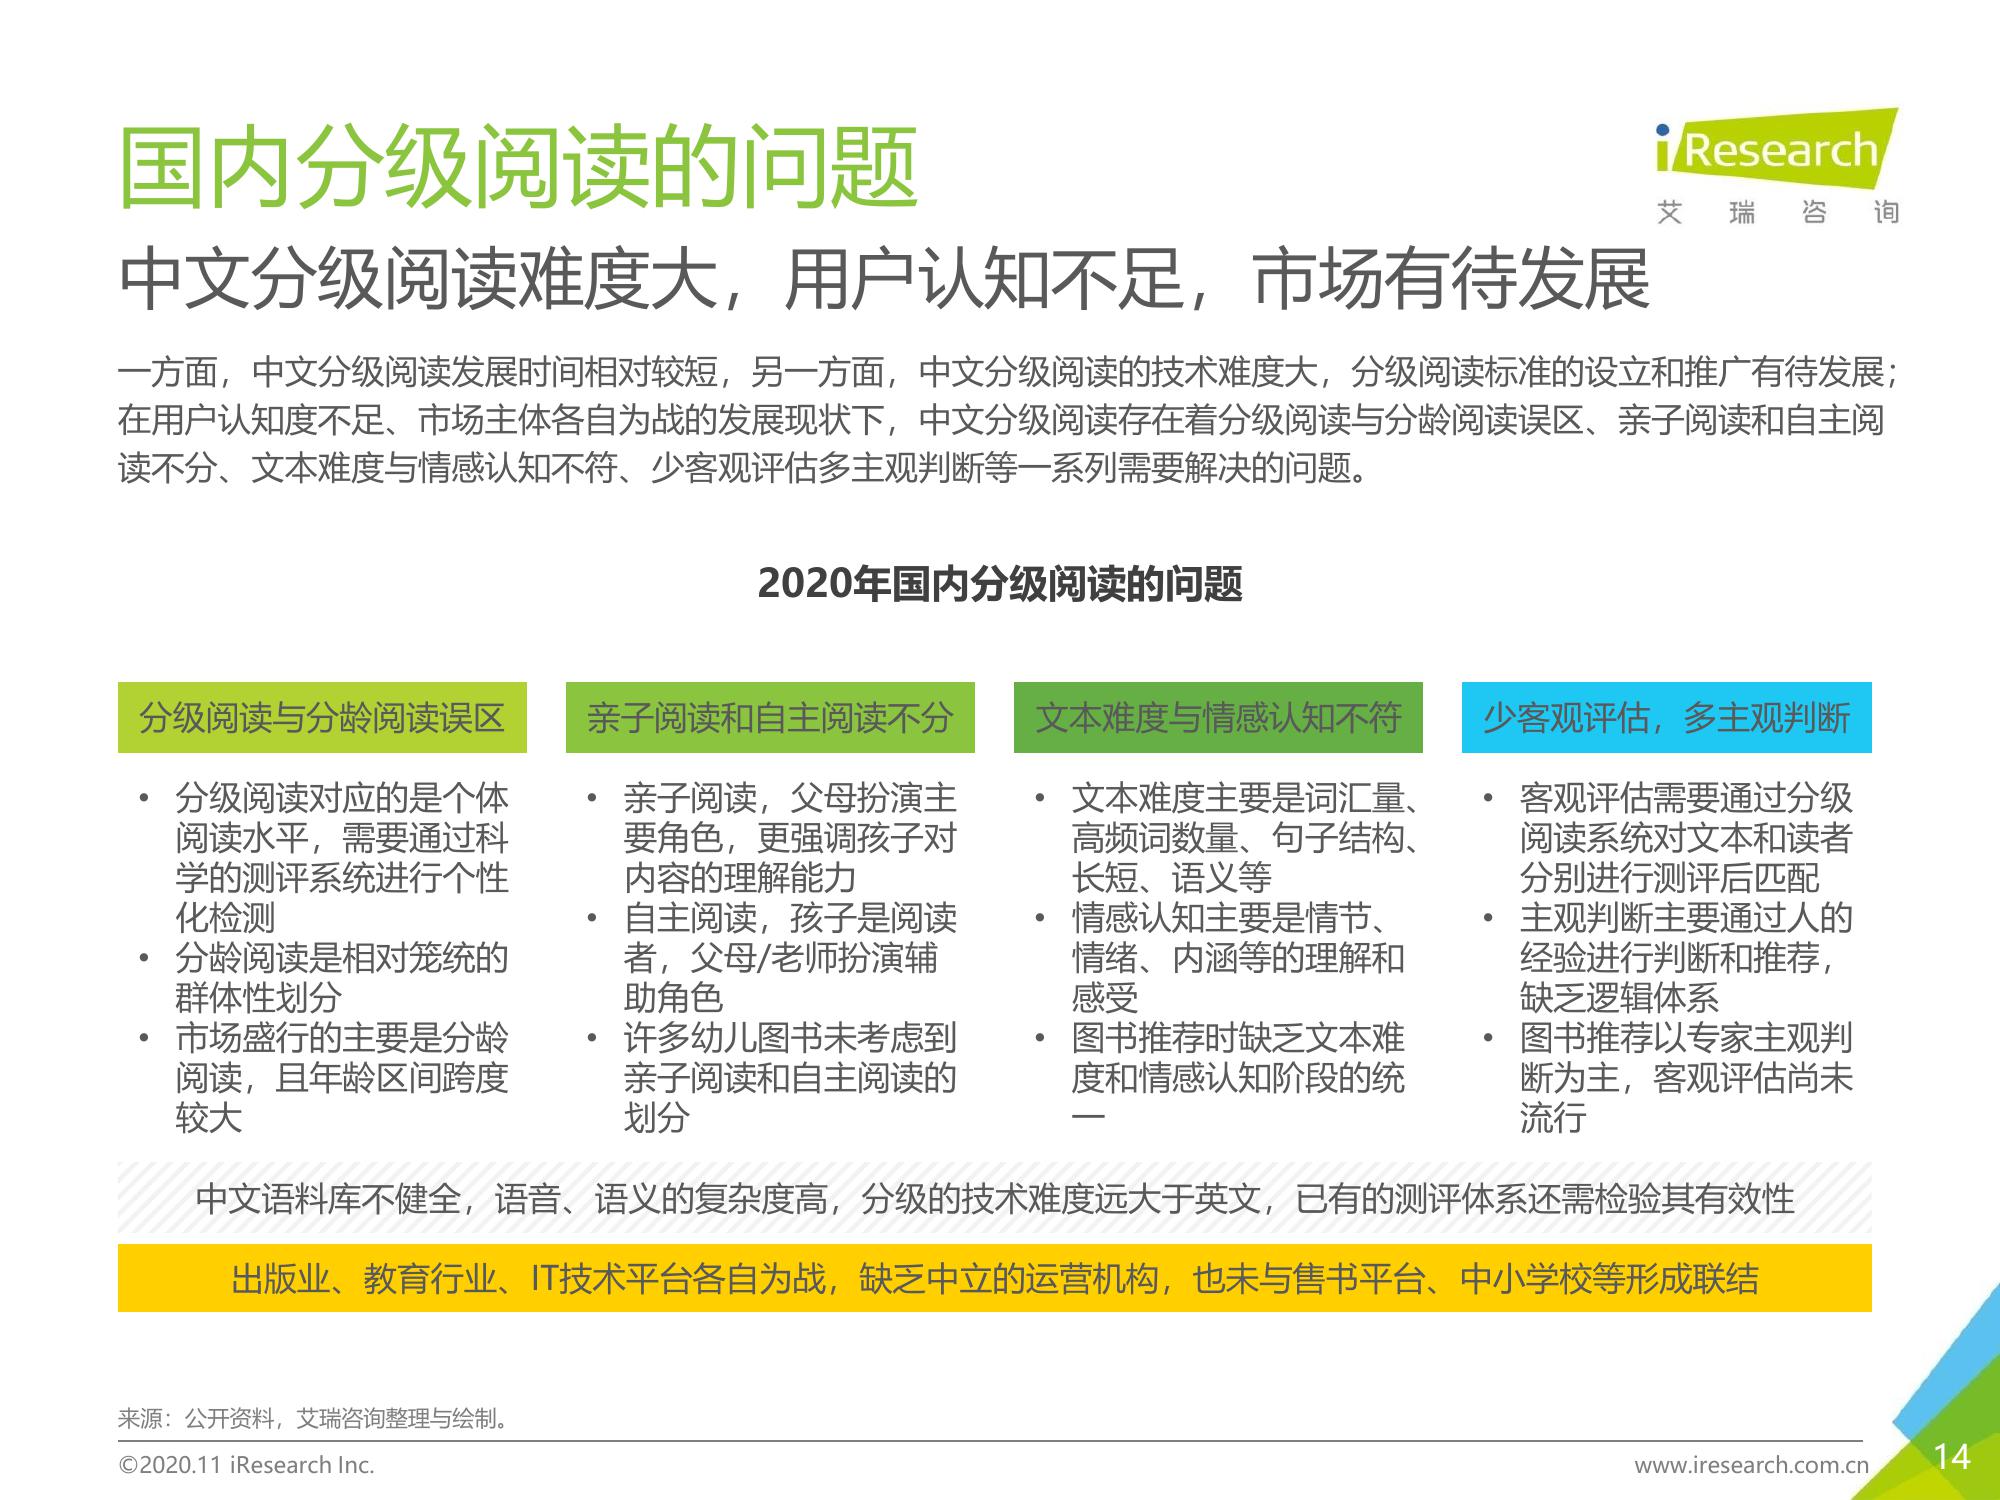 国内分级阅读的问题
iResearch
艾瑞咨询
中文分级阅读难度大，用户认知不足，市场有待发展
一方面，中文分级阅读发展时间相对较短，另一方面，中文分级阅读的技术难度大，分级阅读标准的设立和推广有待发展；
在用户认知度不足、市场主体各自为战的发展现状下，中文分级阅读存在着分级阅读与分龄阅读误区、亲子阅读和自主阅
读不分、文本难度与情感认知不符、少客观评估多主观判断等一系列需要解决的问题。
2020年国内分级阅读的问题
分级阅读与分龄阅读误区
• 分级阅读对应的是个体
阅读水平，需要通过科
学的测评系统进行个性
化检测
• 分龄阅读是相对笼统的
群体性划分
• 市场盛行的主要是分龄
阅读，且年龄区间跨度
较大
亲子阅读和自主阅读不分
• 亲子阅读，父母扮演主
要角色，更强调孩子对
内容的理解能力
• 自主阅读，孩子是阅读
者，父母/老师扮演辅
助角色
• 许多幼儿图书未考虑到
亲子阅读和自主阅读的
划分
文本难度与情感认知不符
• 文本难度主要是词汇量、
高频词数量、句子结构、
长短、语义等
• 情感认知主要是情节、
情绪、内涵等的理解和
感受
• 图书推荐时缺乏文本难
度和情感认知阶段的统
一
少客观评估，多主观判断
• 客观评估需要通过分级
阅读系统对文本和读者
分别进行测评后匹配
• 主观判断主要通过人的
经验进行判断和推荐，
缺乏逻辑体系
• 图书推荐以专家主观判
断为主，客观评估尚未
流行
中文语料库不健全，语音、语义的复杂度高，分级的技术难度远大于英文，已有的测评体系还需检验其有效性
出版业、教育行业、IT技术平台各自为战，缺乏中立的运营机构，也未与售书平台、中小学校等形成联结
来源：公开资料，艾瑞咨询整理与绘制。
©2020.11 iResearch Inc.
www.iresearch.com.cn
14